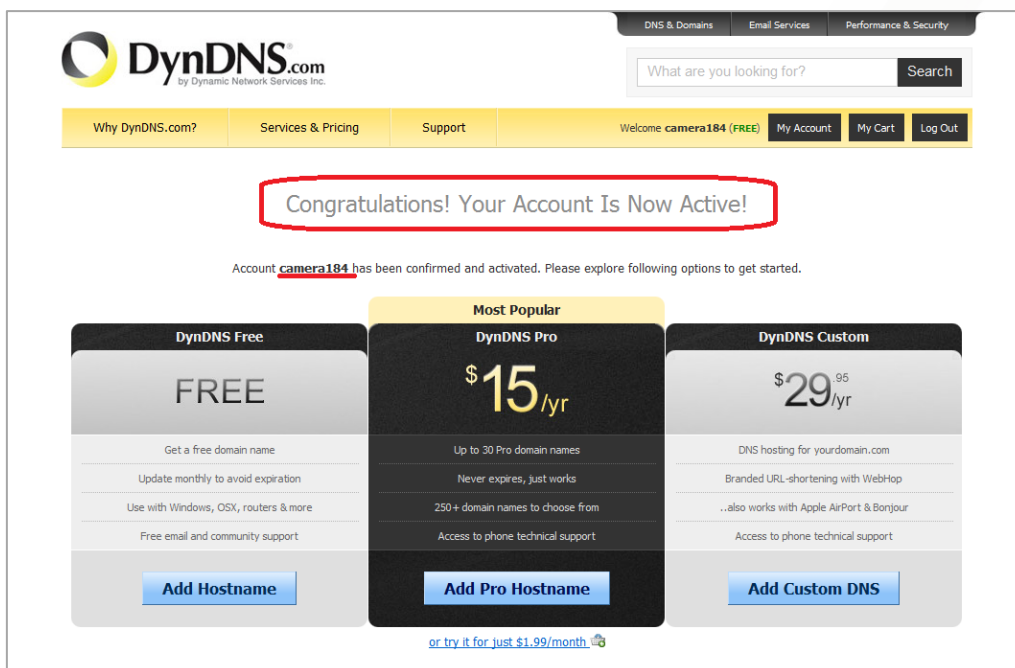 DNS & Domains Email Services Performance & Security
DynDNS.com
by Dynamic Network Services Inc.
What are you looking for? Search
Why DynDNS.com? Services & Pricing Support Welcome camera184 (FREE) My Account My Cart Log Out
Congratulations! Your Account Is Now Active!
Account camera184 has been confirmed and activated. Please explore following options to get started.
Most Popular
DynDNS Free
FREE
Get a free domain name
Update monthly to avoid expiration
Use with Windows, OSX, routers & more
Free email and community support
Add Hostname
DynDNS Pro
$15/yr
Up to 30 Pro domain names
Never expires, just works
250+ domain names to choose from
Access to phone technical support
Add Pro Hostname
or try it for just $1.99/month
DynDNS Custom
$29.95/yr
DNS hosting for yourdomain.com
Branded URL-shortening with WebHop
..also works with Apple AirPort & Bonjour
Access to phone technical support
Add Custom DNS